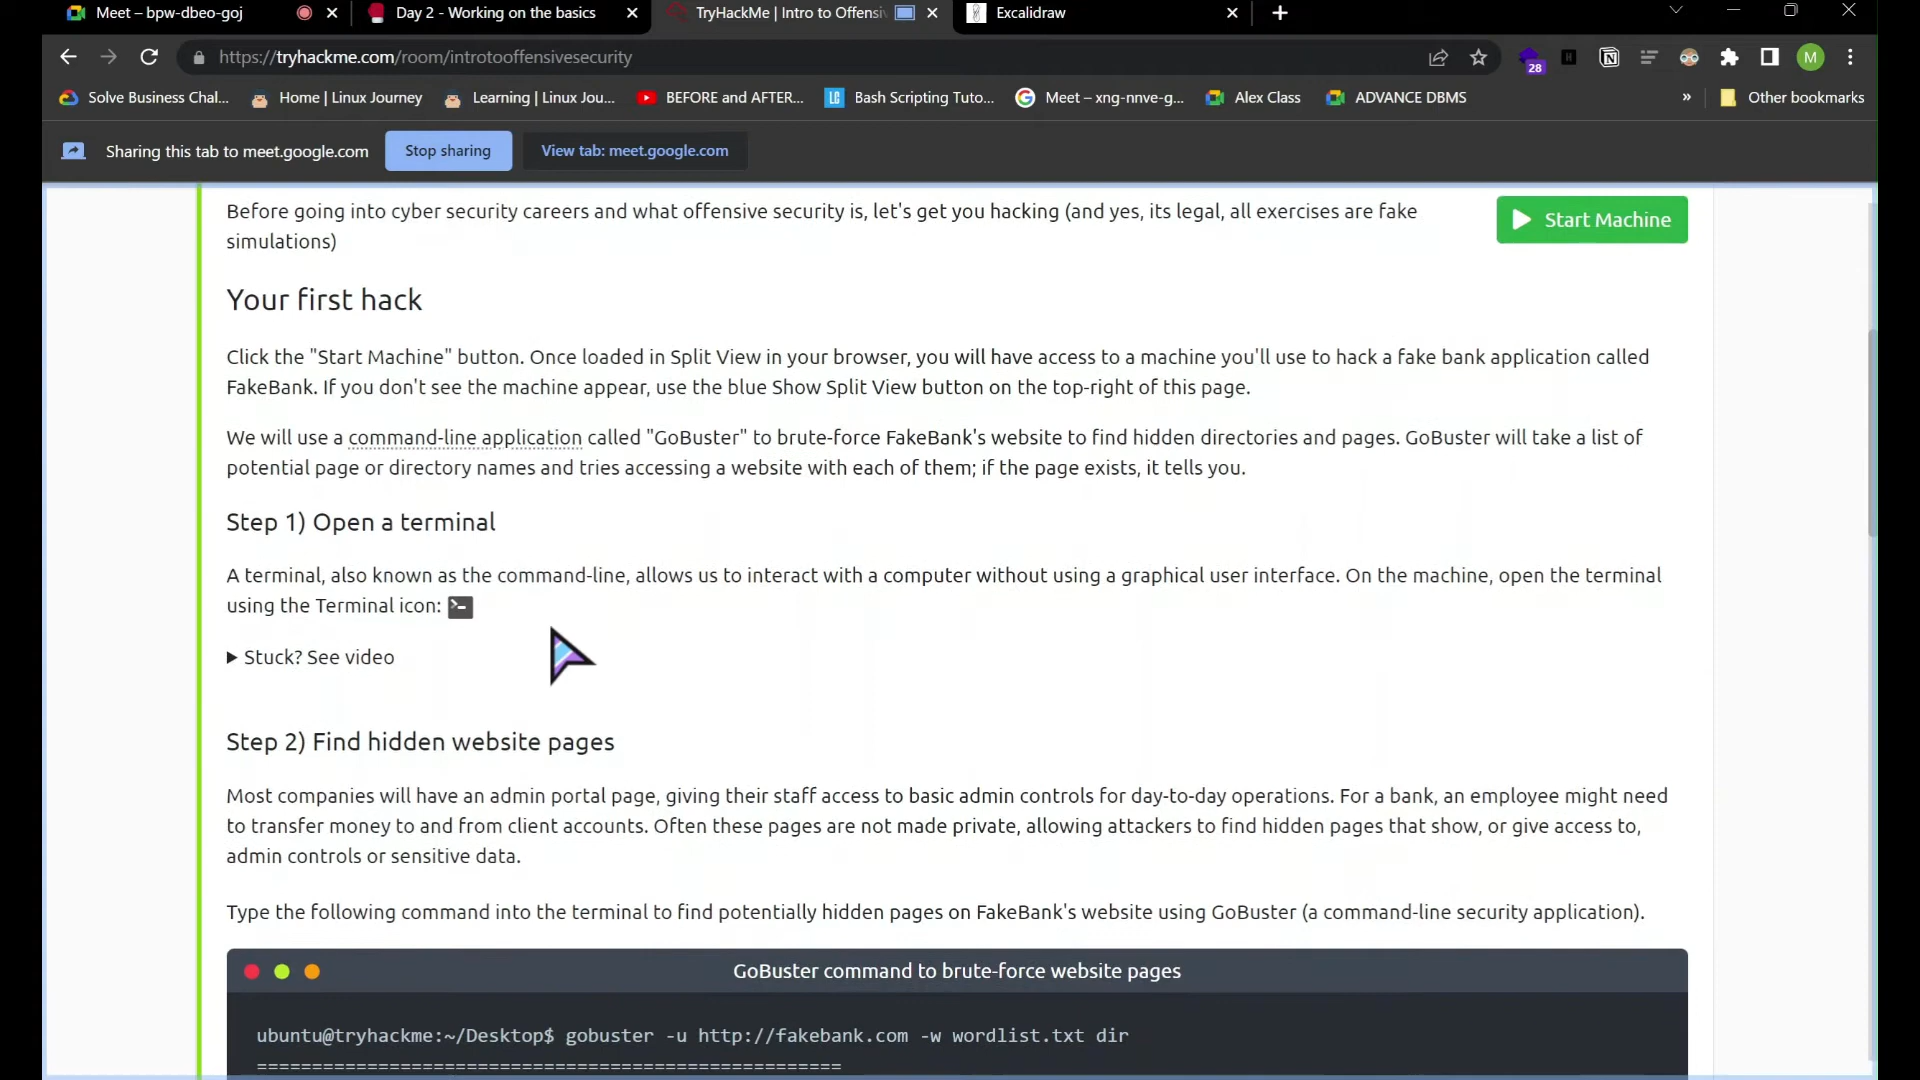 Meet – bpw-dbeo-goj
Day 2 - Working on the basics
TryHackMe | Intro to Offensi
Excalidraw
https://tryhackme.com/room/introtooffensivesecurity
28
M
Solve Business Chal...
Home | Linux Journey
Learning | Linux Jou...
BEFORE and AFTER...
LC
Bash Scripting Tuto...
Meet – xng-nnve-g...
Alex Class
ADVANCE DBMS
»
Other bookmarks
Sharing this tab to meet.google.com
Stop sharing
View tab: meet.google.com
Before going into cyber security careers and what offensive security is, let's get you hacking (and yes, its legal, all exercises are fake
simulations)
Start Machine
Your first hack
Click the "Start Machine" button. Once loaded in Split View in your browser, you will have access to a machine you'll use to hack a fake bank application called
FakeBank. If you don't see the machine appear, use the blue Show Split View button on the top-right of this page.
We will use a command-line application called "GoBuster" to brute-force FakeBank's website to find hidden directories and pages. GoBuster will take a list of
potential page or directory names and tries accessing a website with each of them; if the page exists, it tells you.
Step 1) Open a terminal
A terminal, also known as the command-line, allows us to interact with a computer without using a graphical user interface. On the machine, open the terminal
using the Terminal icon:
Stuck? See video
Step 2) Find hidden website pages
Most companies will have an admin portal page, giving their staff access to basic admin controls for day-to-day operations. For a bank, an employee might need
to transfer money to and from client accounts. Often these pages are not made private, allowing attackers to find hidden pages that show, or give access to,
admin controls or sensitive data.
Type the following command into the terminal to find potentially hidden pages on FakeBank's website using GoBuster (a command-line security application).
GoBuster command to brute-force website pages
ubuntu@tryhackme:~/Desktop$ gobuster -u http://fakebank.com -w wordlist.txt dir
=====================================================